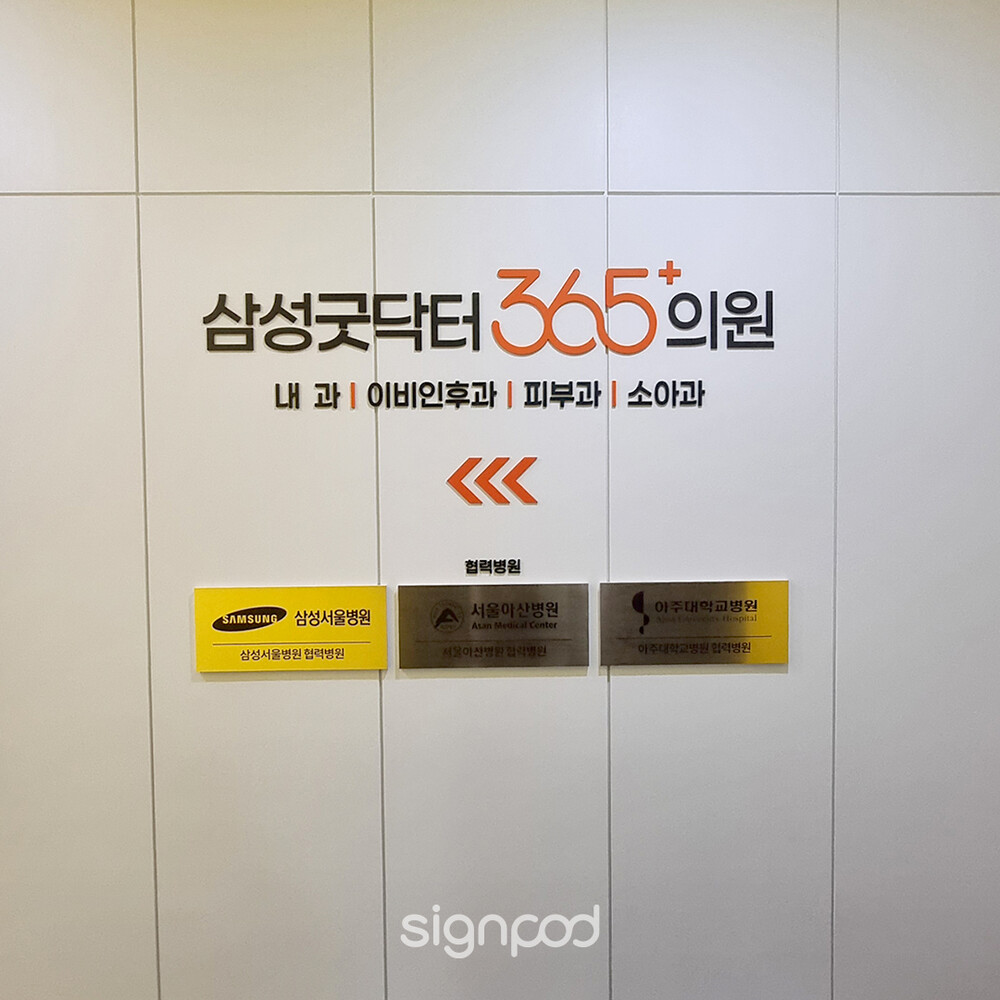 삼성굿닥터 365+ 의원
내 과 | 이비인후과 | 피부과 | 소아과
협력병원
SAMSUNG 삼성서울병원
삼성서울병원 협력병원
서울아산병원
Asan Medical Center
서울아산병원 협력병원
아주대학교병원
Ajou University Hospital
아주대학교병원 협력병원
signpod